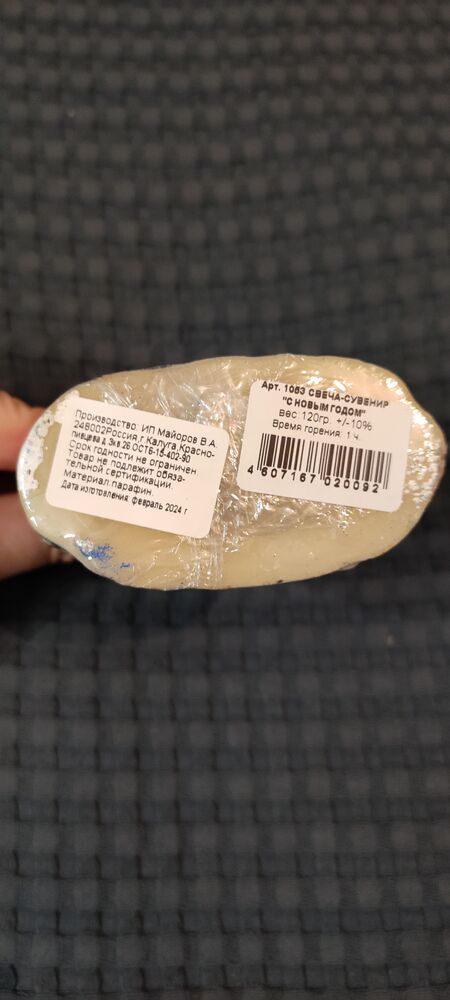 Производство: ИП Майоров В.А.
248002Россия г.Калуга,Красно-
пивцева д.3кв.26 ОСТ6-15-402-90
Срок годности не ограничен.
Товар не подлежит обяза-
тельной сертификации.
Материал:парафин.
Дата изготовления: февраль 2024 г
Арт. 1053 СВЕЧА-СУВЕНИР
"С НОВЫМ ГОДОМ"
Вес:120гр. +/-10%
Время горения: 1 ч.
4 607167 020092